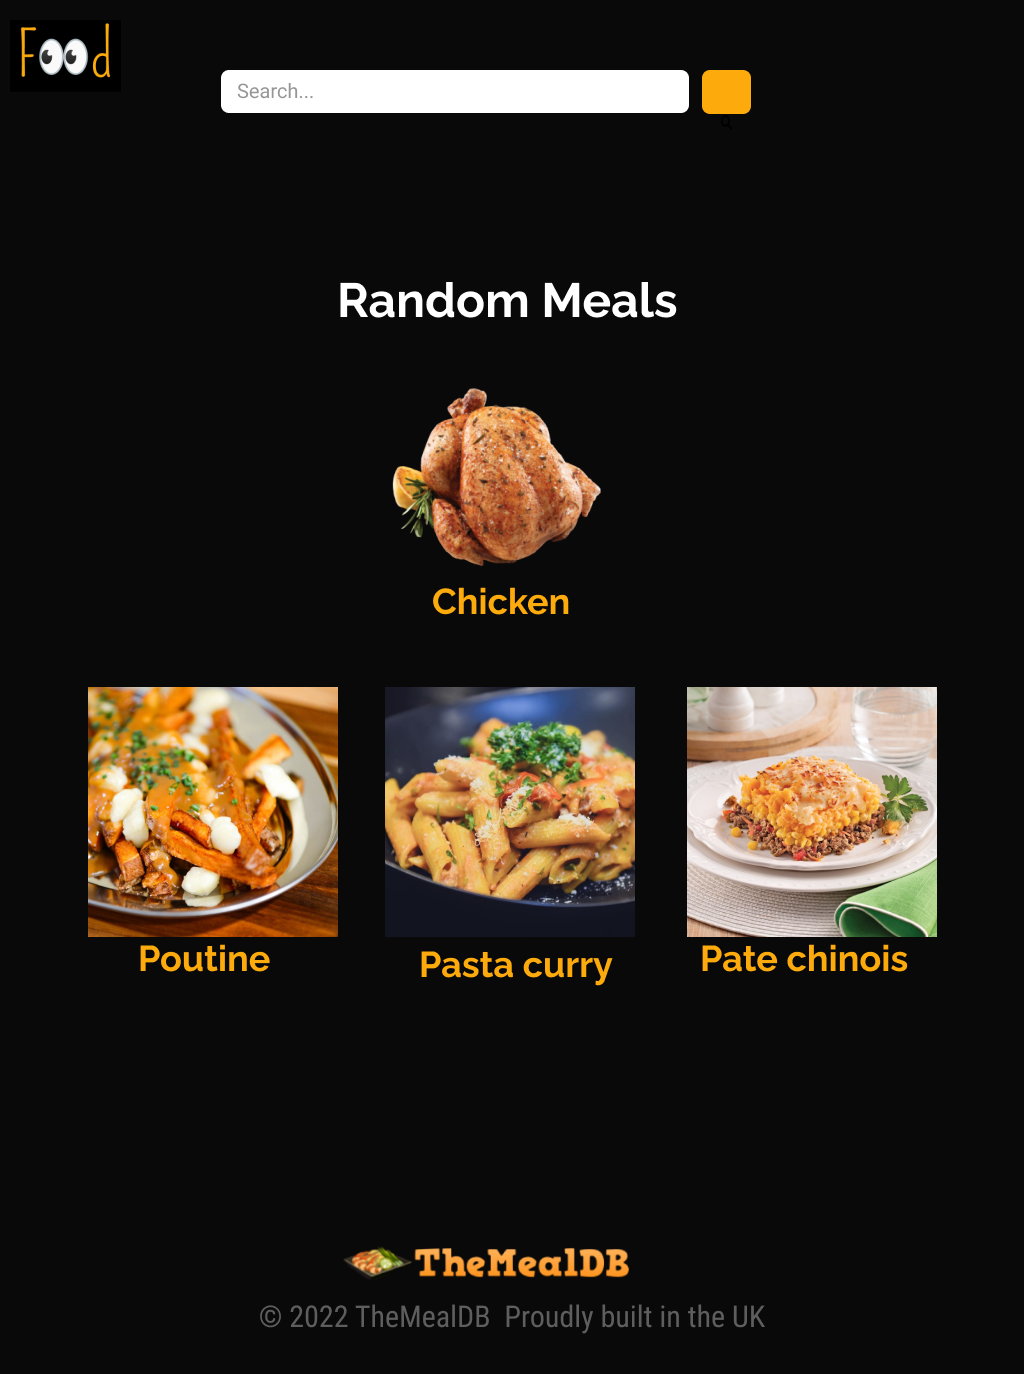 Food
Search...
Random Meals
Chicken
Poutine
Pasta curry
Pate chinois
TheMealDB
© 2022 TheMealDB Proudly built in the UK